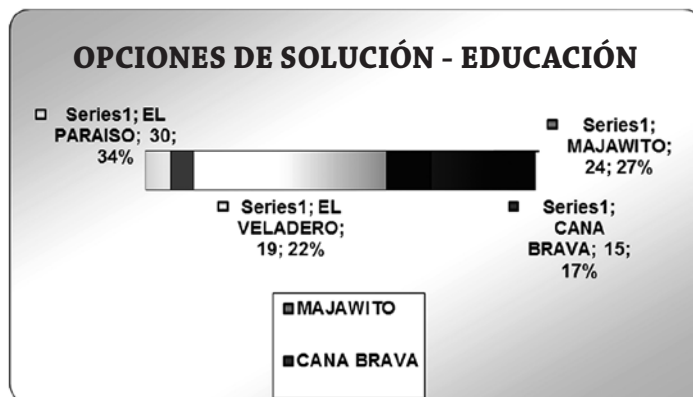 OPCIONES DE SOLUCIÓN - EDUCACIÓN
Series1; EL
PARAISO; 30;
34%
Series1;
MAJAWITO
24; 27%
Series1; EL
VELADERO;
19; 22%
Series1;
CANA
BRAVA; 15;
17%
MAJAWITO
CANA BRAVA